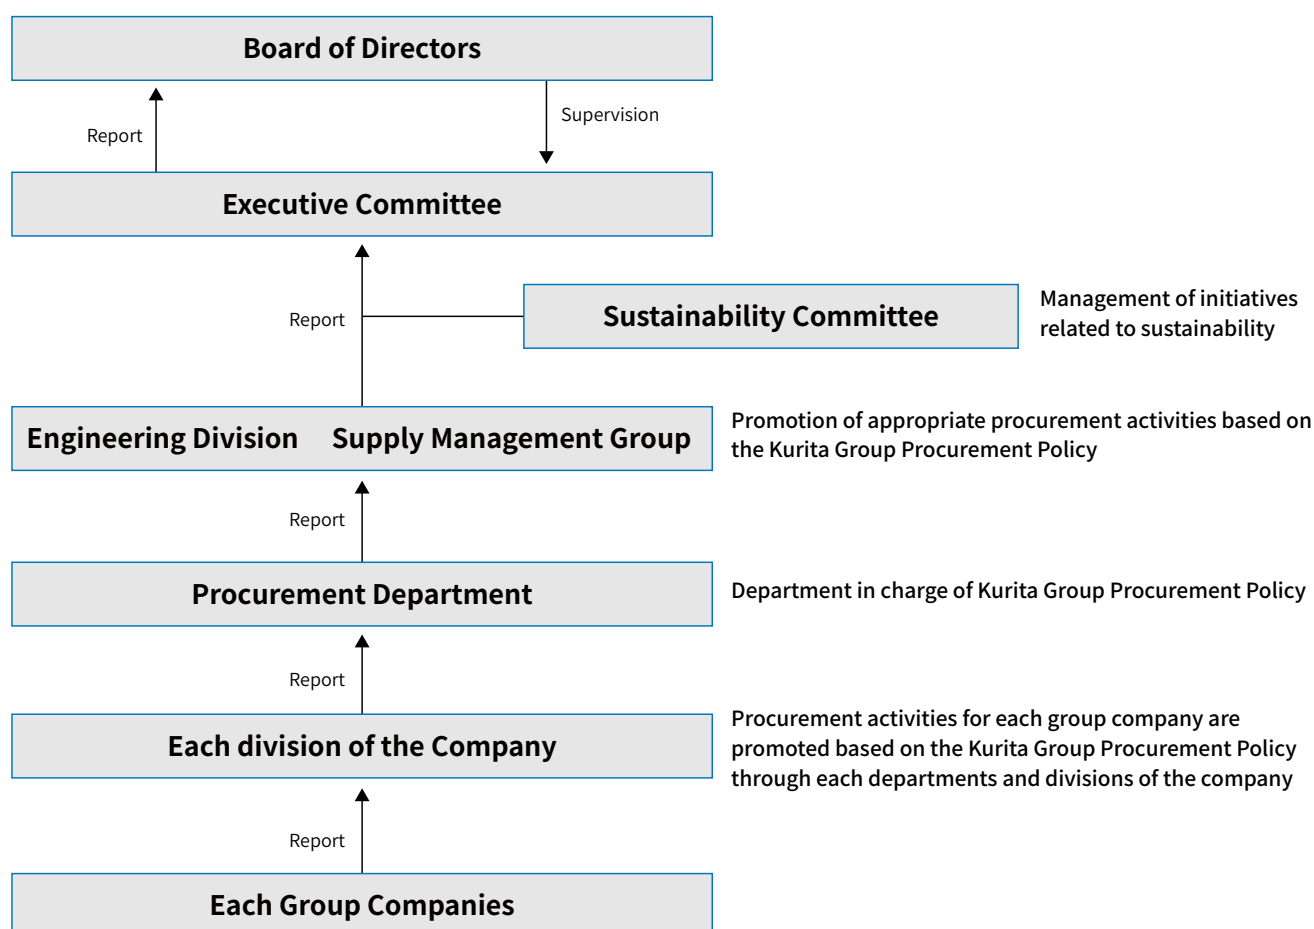 Board of Directors
Report
Supervision
Executive Committee
Report
Sustainability Committee
Management of initiatives
related to sustainability
Engineering Division Supply Management Group
Promotion of appropriate procurement activities based on
the Kurita Group Procurement Policy
Report
Procurement Department
Department in charge of Kurita Group Procurement Policy
Report
Each division of the Company
Procurement activities for each group company are
promoted based on the Kurita Group Procurement Policy
through each departments and divisions of the company
Report
Each Group Companies